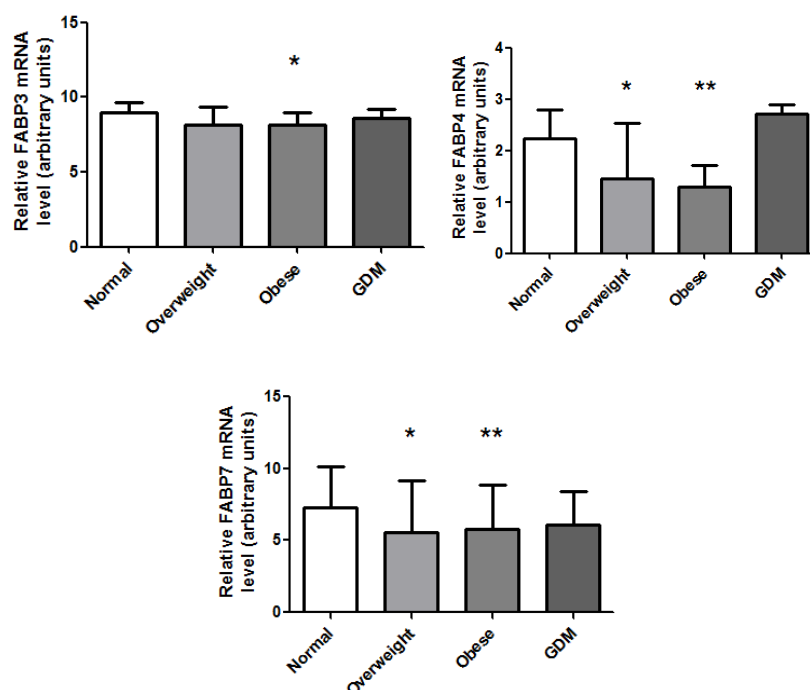 Relative FABP3 mRNA
level (arbitrary units)
15
10
5
0
*
Normal
Overweight
Obese
GDM
Relative FABP4 mRNA
level (arbitrary units)
4
3
2
1
0
*
**
Normal
Overweight
Obese
GDM
Relative FABP7 mRNA
level (arbitrary units)
15
10
5
0
*
**
Normal
Overweight
Obese
GDM